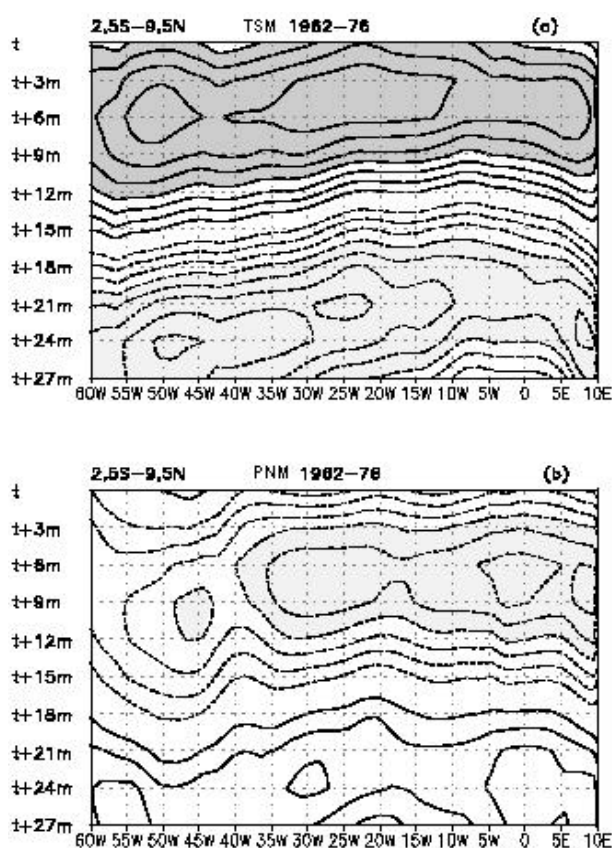 2,5S-9,5N TSM 1962-76 (a)
t
t+3m
t+6m
t+9m
t+12m
t+15m
t+18m
t+21m
t+24m
t+27m
60W 55W 50W 45W 40W 35W 30W 25W 20W 15W 10W 5W 0 5E 10E
2,5S-9,5N PNM 1962-76 (b)
t
t+3m
t+6m
t+9m
t+12m
t+15m
t+18m
t+21m
t+24m
t+27m
60W 55W 50W 45W 40W 35W 30W 25W 20W 15W 10W 5W 0 5E 10E